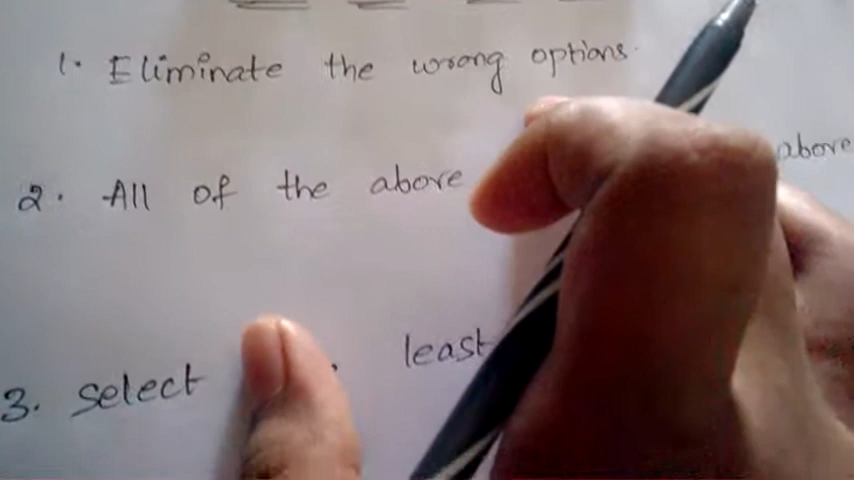 1. Eliminate the wrong options.
2. All of the above above
3. select least